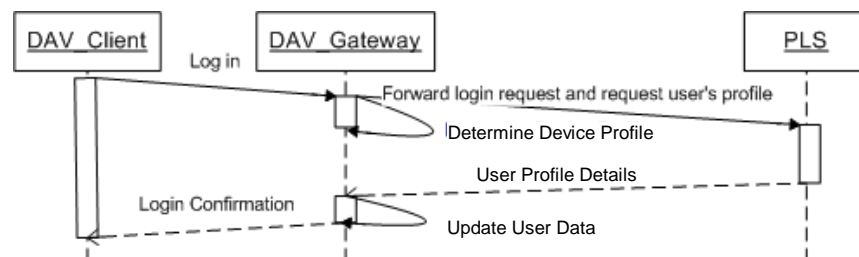 DAV_Client
DAV_Gateway
PLS
Log in
Forward login request and request user's profile
Determine Device Profile
User Profile Details
Login Confirmation
Update User Data